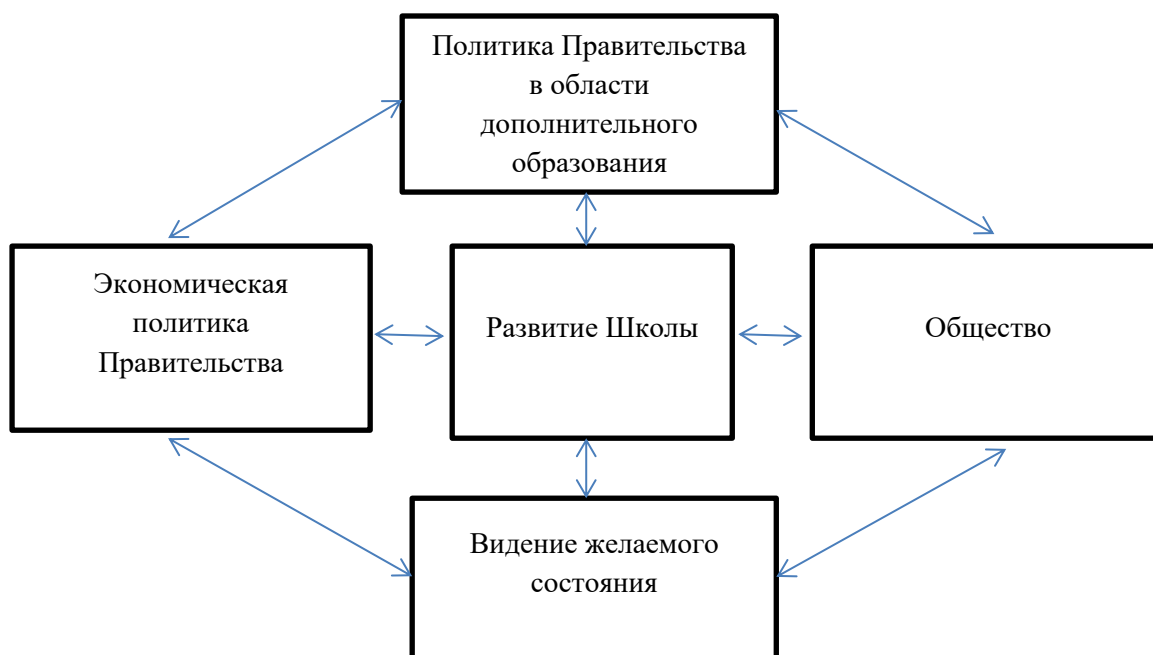 Политика Правительства
в области
дополнительного
образования
Экономическая
политика
Правительства
Развитие Школы
Общество
Видение желаемого
состояния